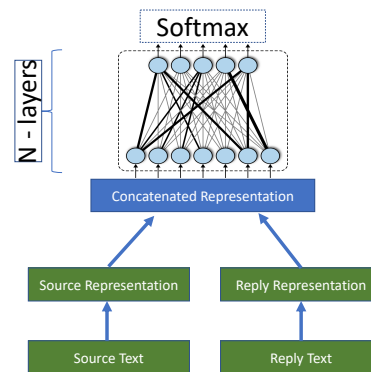 Softmax
N - layers
Concatenated Representation
Source Representation
Reply Representation
Source Text
Reply Text